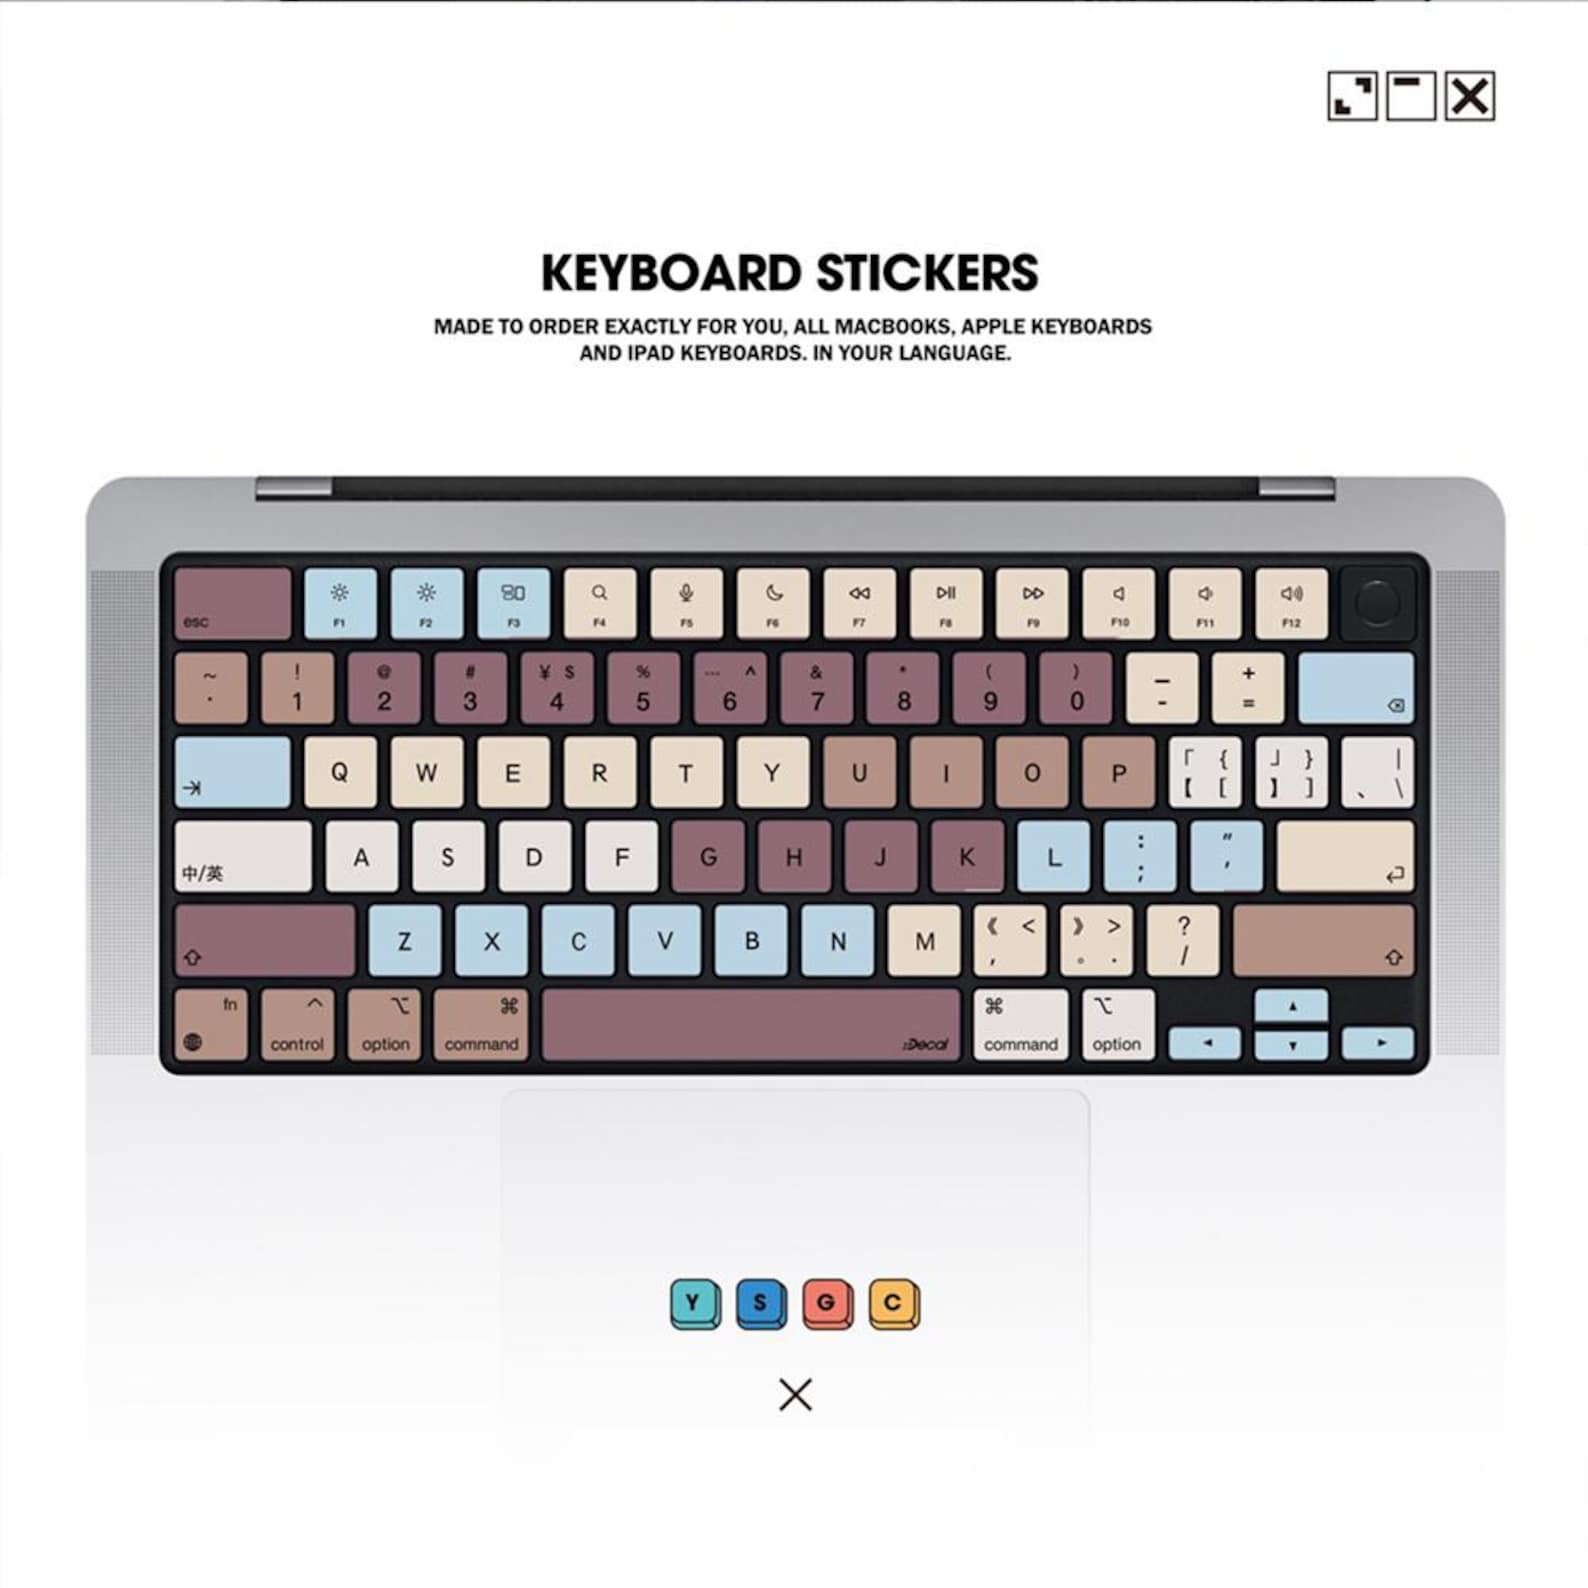 KEYBOARD STICKERS
MADE TO ORDER EXACTLY FOR YOU, ALL MACBOOKS, APPLE KEYBOARDS
AND IPAD KEYBOARDS. IN YOUR LANGUAGE.
esc F1 F2 F3 F4 F5 F6 F7 F8 F9 F10 F11 F12
~ ! @ # ¥ $ % ... ^ & * ( ) — +
· 1 2 3 4 5 6 7 8 9 0 - =
Q W E R T Y U I O P 「 { 」 } |
【 [ 】 ] 、 \
中/英 A S D F G H J K L : ; " ' 
Z X C V B N M 《 < 》 > ?
, 。 . /
fn ^ ⌥ ⌘ ⌘ ⌥
control option command :Decal command option
Y S G C